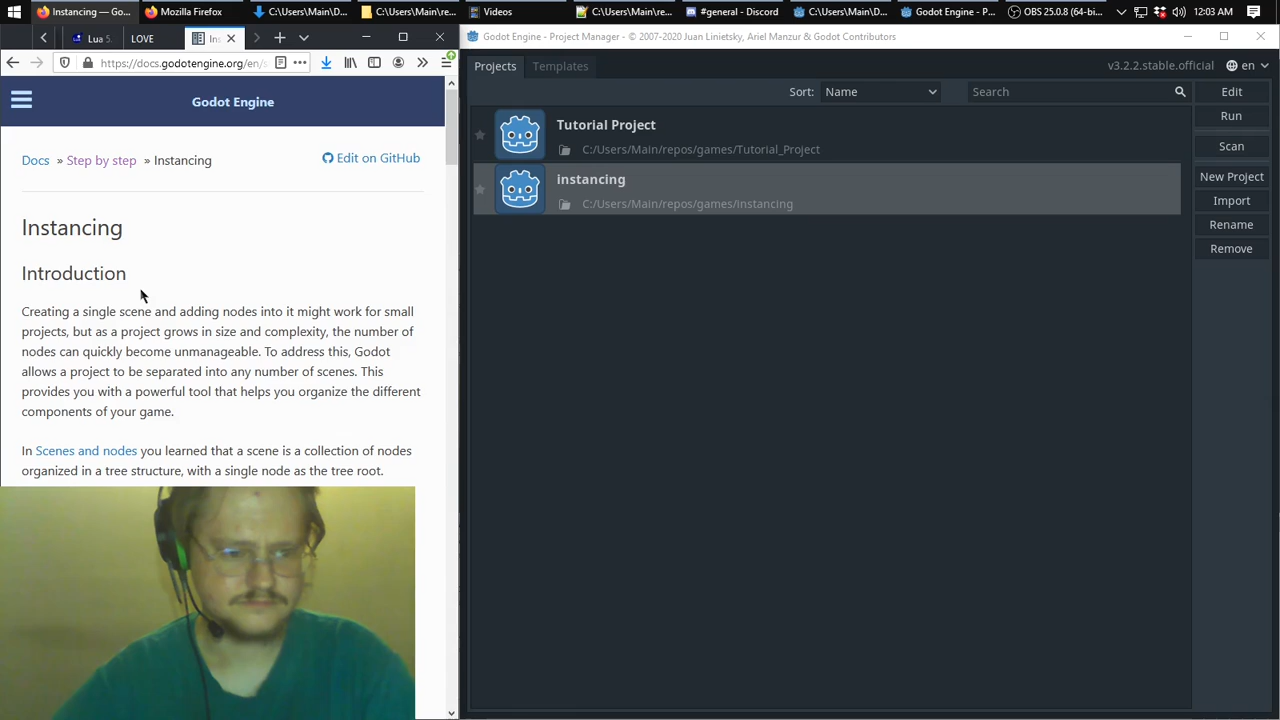 Instancing — Go...
Mozilla Firefox
C:\Users\Main\D...
C:\Users\Main\re...
Videos
C:\Users\Main\re...
#general - Discord
C:\Users\Main\D...
Godot Engine - P...
OBS 25.0.8 (64-bi...
12:03 AM
Lua 5.
LOVE
Ins
https://docs.godotengine.org/en/s
Godot Engine
Docs » Step by step » Instancing
Edit on GitHub
Instancing
Introduction
Creating a single scene and adding nodes into it might work for small
projects, but as a project grows in size and complexity, the number of
nodes can quickly become unmanageable. To address this, Godot
allows a project to be separated into any number of scenes. This
provides you with a powerful tool that helps you organize the different
components of your game.
In Scenes and nodes you learned that a scene is a collection of nodes
organized in a tree structure, with a single node as the tree root.
Godot Engine - Project Manager - © 2007-2020 Juan Linietsky, Ariel Manzur & Godot Contributors
Projects
Templates
v3.2.2.stable.official
en
Sort:
Name
Search
Tutorial Project
C:/Users/Main/repos/games/Tutorial_Project
instancing
C:/Users/Main/repos/games/instancing
Edit
Run
Scan
New Project
Import
Rename
Remove